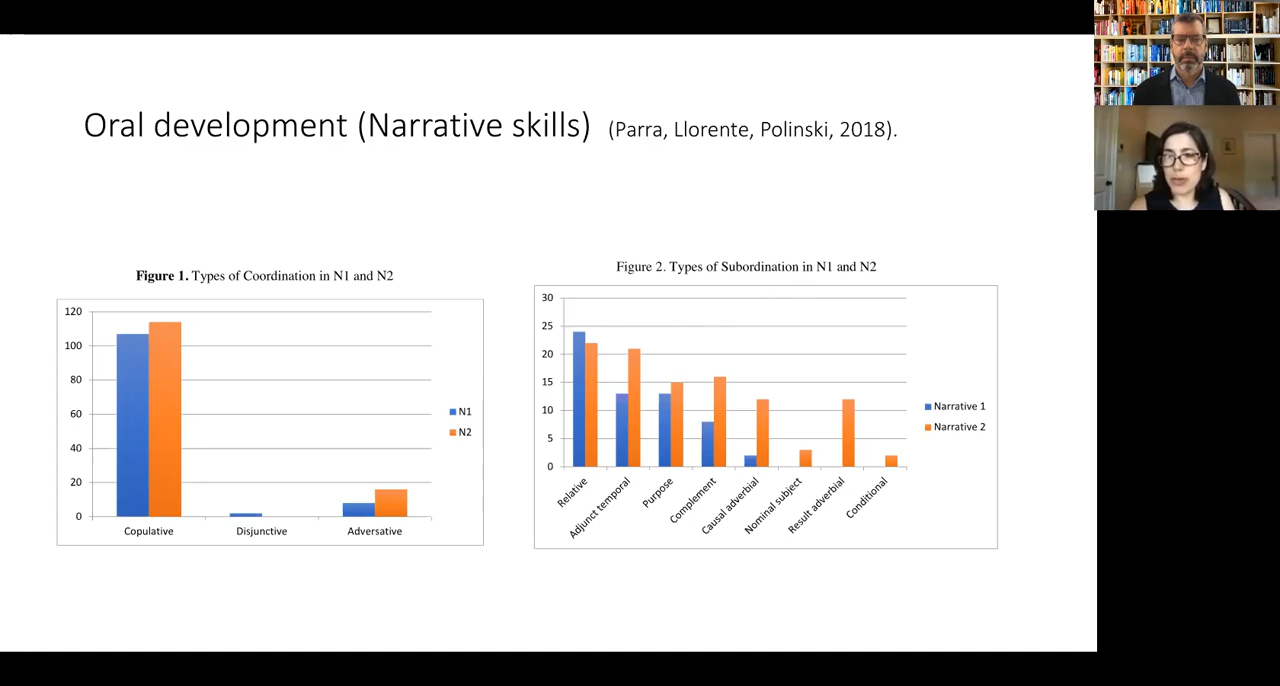 Oral development (Narrative skills) (Parra, Llorente, Polinski, 2018).
Figure 1. Types of Coordination in N1 and N2
120
100
80
60
40
20
0
Copulative Disjunctive Adversative
N1
N2
Figure 2. Types of Subordination in N1 and N2
30
25
20
15
10
5
0
Relative
Adjunct temporal
Purpose
Complement
Causal adverbial
Nominal subject
Result adverbial
Conditional
Narrative 1
Narrative 2